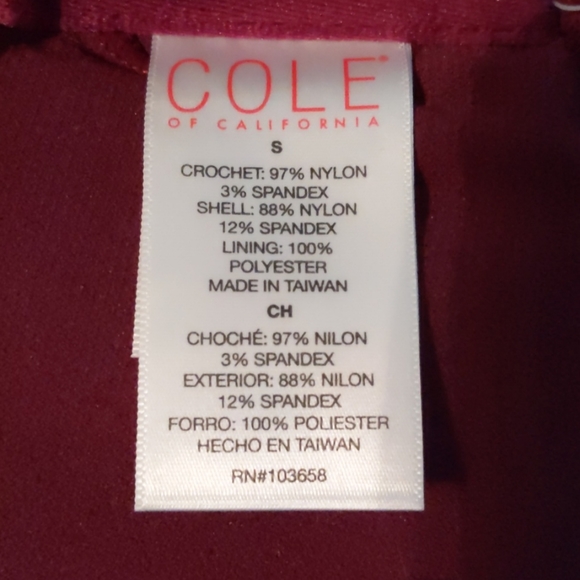 COLE®
OF CALIFORNIA
S
CROCHET: 97% NYLON
3% SPANDEX
SHELL: 88% NYLON
12% SPANDEX
LINING: 100%
POLYESTER
MADE IN TAIWAN
CH
CHOCHÉ: 97% NILON
3% SPANDEX
EXTERIOR: 88% NILON
12% SPANDEX
FORRO: 100% POLIESTER
HECHO EN TAIWAN
RN#103658